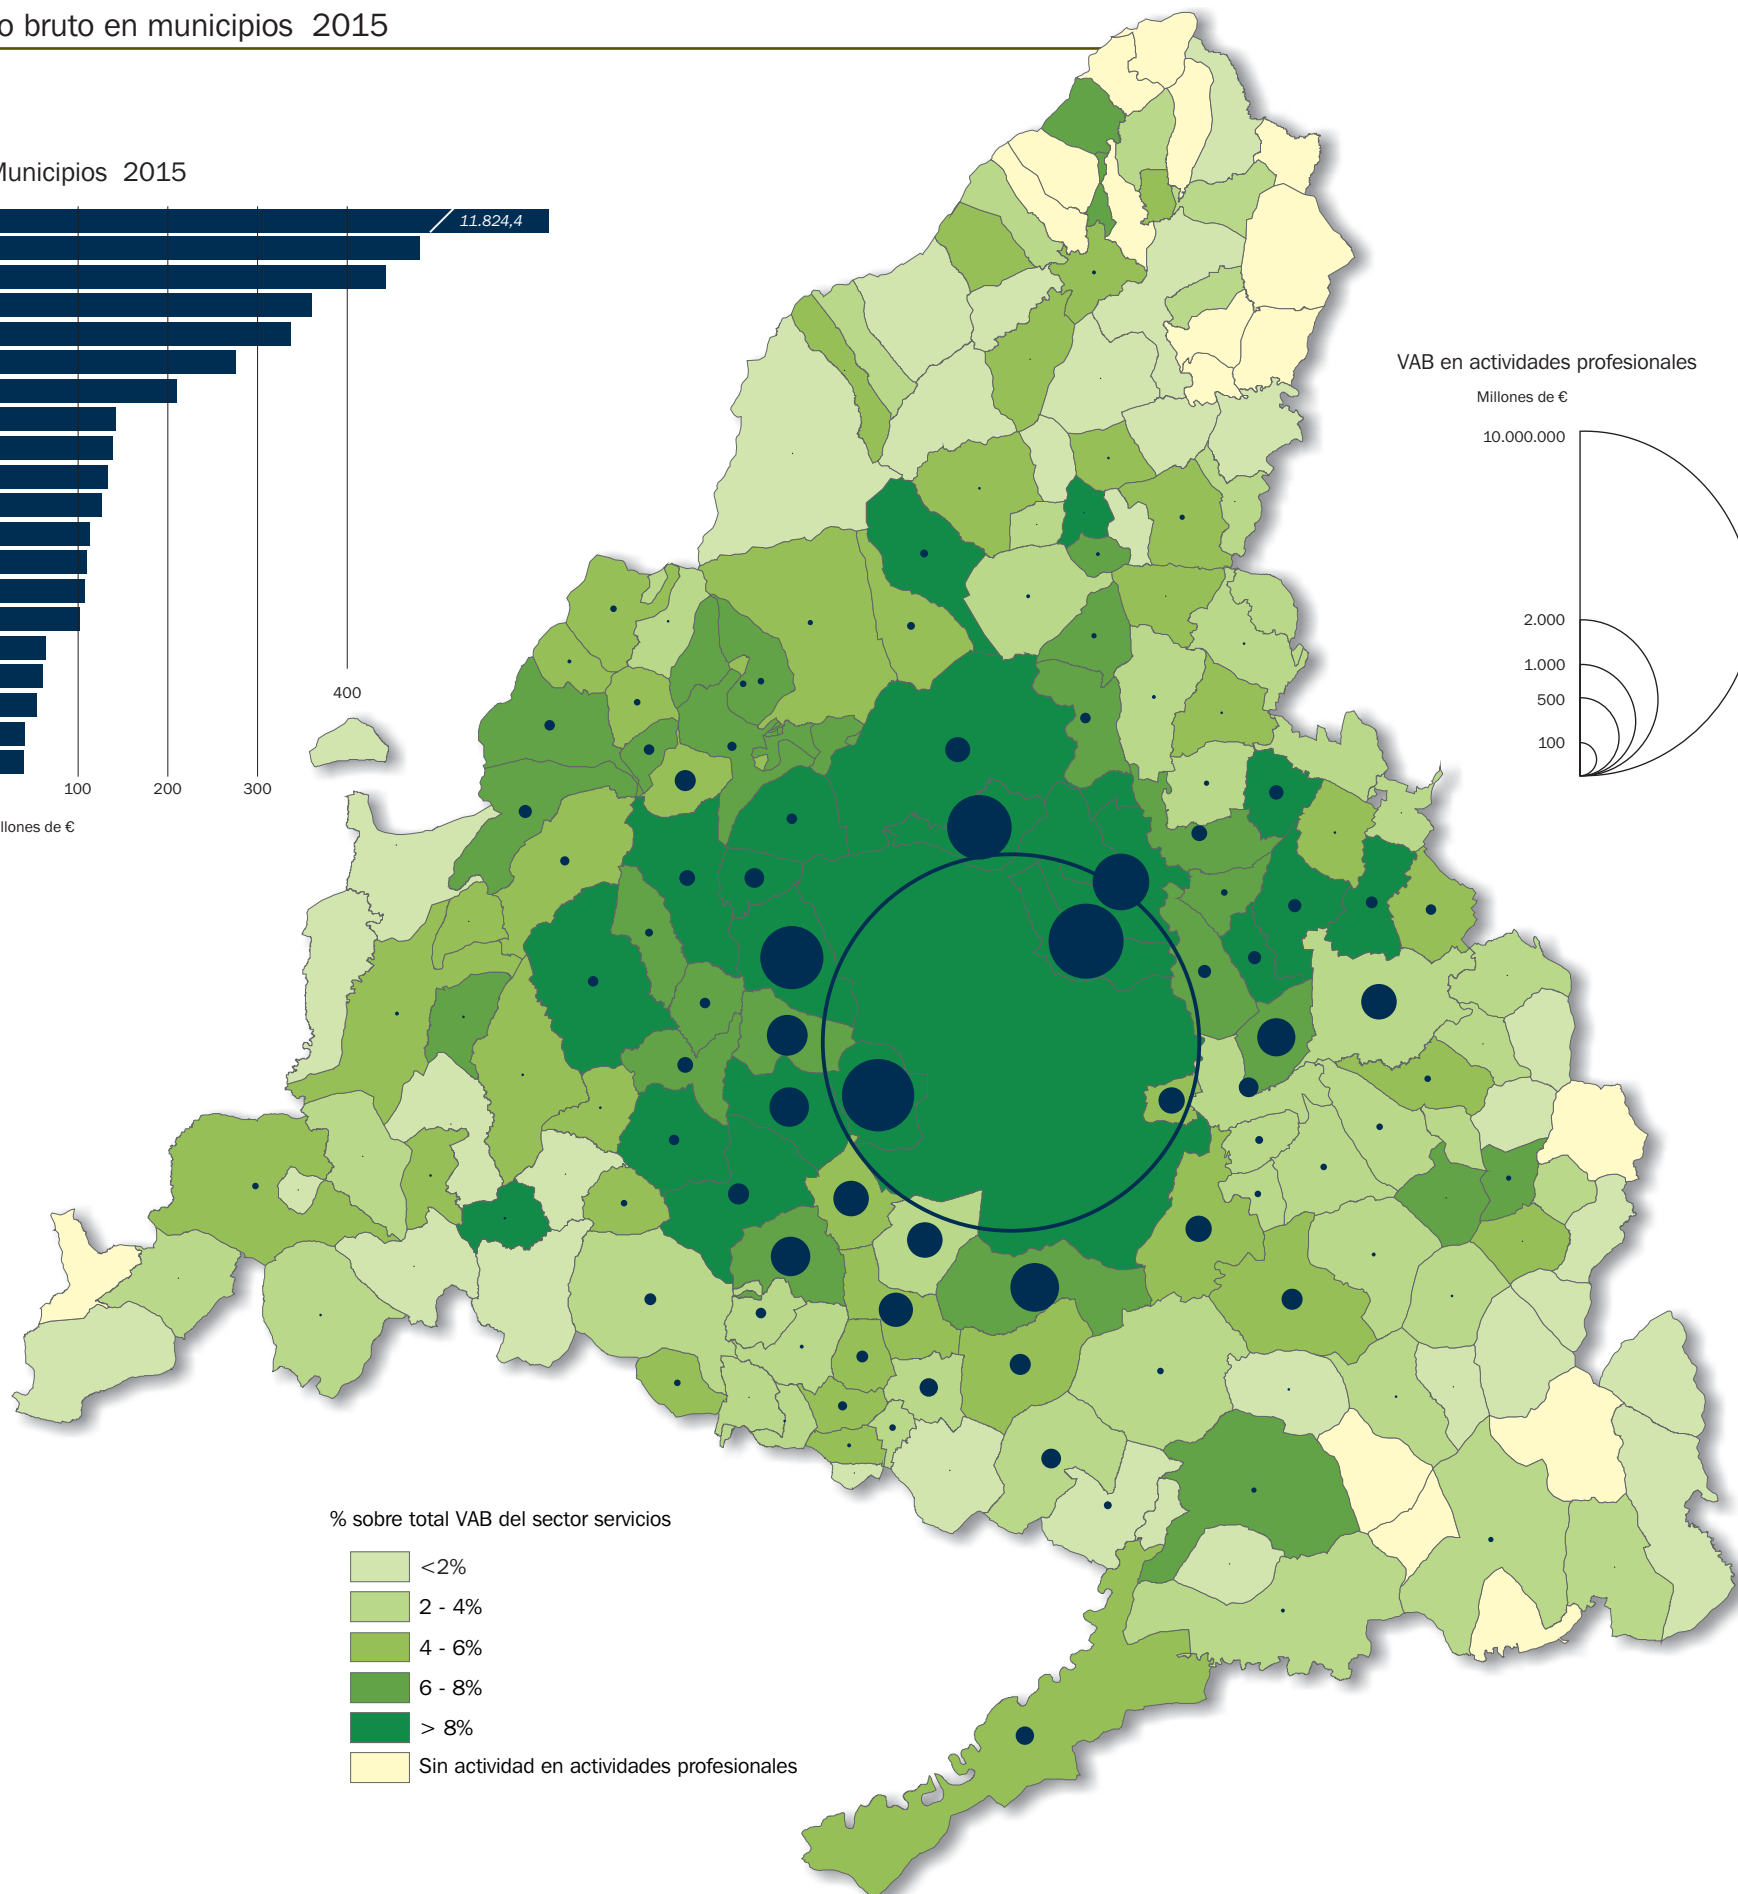 o bruto en municipios 2015
Municipios 2015
11.824,4
400
100 200 300
llones de €
VAB en actividades profesionales
Millones de €
10.000.000
2.000
1.000
500
100
% sobre total VAB del sector servicios
<2%
2 - 4%
4 - 6%
6 - 8%
> 8%
Sin actividad en actividades profesionales